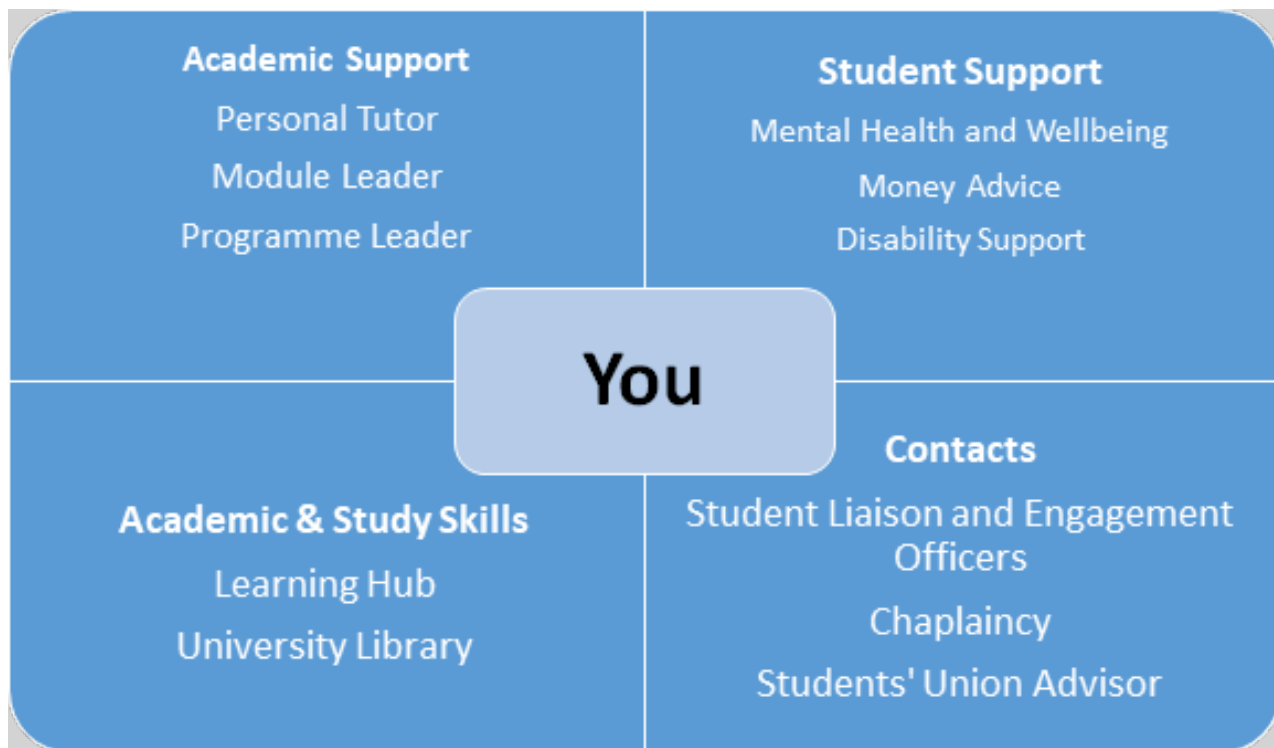 Academic Support
Personal Tutor
Module Leader
Programme Leader
Student Support
Mental Health and Wellbeing
Money Advice
Disability Support
You
Academic & Study Skills
Learning Hub
University Library
Contacts
Student Liaison and Engagement
Officers
Chaplaincy
Students' Union Advisor